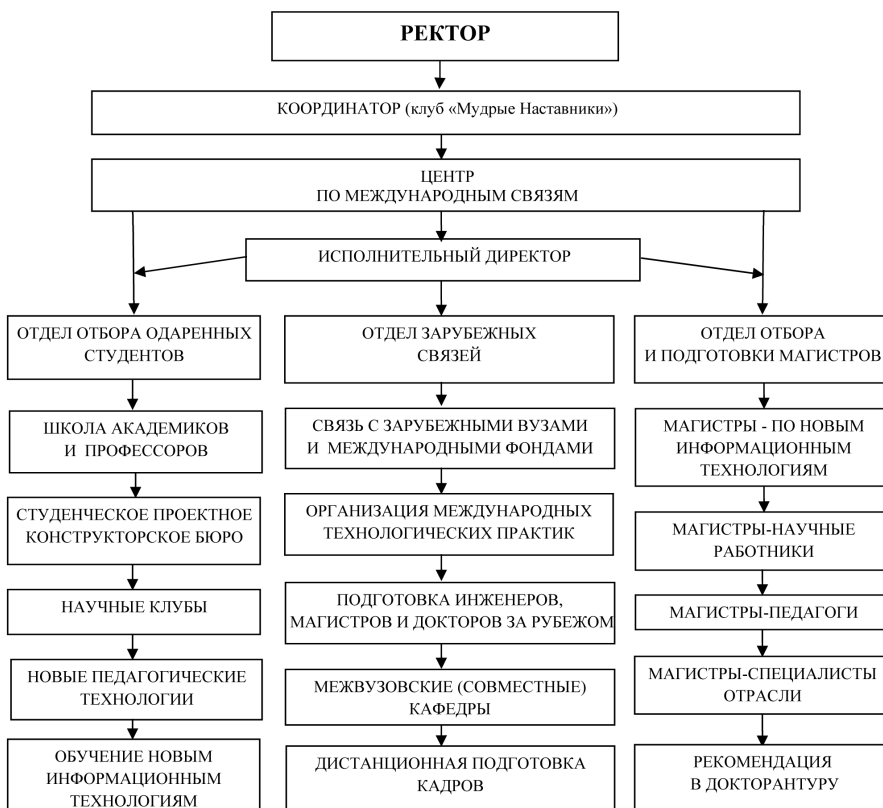 РЕКТОР
КООРДИНАТОР (клуб «Мудрые Наставники»)
ЦЕНТР
ПО МЕЖДУНАРОДНЫМ СВЯЗЯМ
ИСПОЛНИТЕЛЬНЫЙ ДИРЕКТОР
ОТДЕЛ ОТБОРА ОДАРЕННЫХ
СТУДЕНТОВ
ШКОЛА АКАДЕМИКОВ
И ПРОФЕССОРОВ
СТУДЕНЧЕСКОЕ ПРОЕКТНОЕ
КОНСТРУКТОРСКОЕ БЮРО
НАУЧНЫЕ КЛУБЫ
НОВЫЕ ПЕДАГОГИЧЕСКИЕ
ТЕХНОЛОГИИ
ОБУЧЕНИЕ НОВЫМ
ИНФОРМАЦИОННЫМ
ТЕХНОЛОГИЯМ
ОТДЕЛ ЗАРУБЕЖНЫХ
СВЯЗЕЙ
СВЯЗЬ С ЗАРУБЕЖНЫМИ ВУЗАМИ
И МЕЖДУНАРОДНЫМИ ФОНДАМИ
ОРГАНИЗАЦИЯ МЕЖДУНАРОДНЫХ
ТЕХНОЛОГИЧЕСКИХ ПРАКТИК
ПОДГОТОВКА ИНЖЕНЕРОВ,
МАГИСТРОВ И ДОКТОРОВ ЗА РУБЕЖОМ
МЕЖВУЗОВСКИЕ (СОВМЕСТНЫЕ)
КАФЕДРЫ
ДИСТАНЦИОННАЯ ПОДГОТОВКА
КАДРОВ
ОТДЕЛ ОТБОРА
И ПОДГОТОВКИ МАГИСТРОВ
МАГИСТРЫ - ПО НОВЫМ
ИНФОРМАЦИОННЫМ
ТЕХНОЛОГИЯМ
МАГИСТРЫ-НАУЧНЫЕ
РАБОТНИКИ
МАГИСТРЫ-ПЕДАГОГИ
МАГИСТРЫ-СПЕЦИАЛИСТЫ
ОТРАСЛИ
РЕКОМЕНДАЦИЯ
В ДОКТОРАНТУРУ